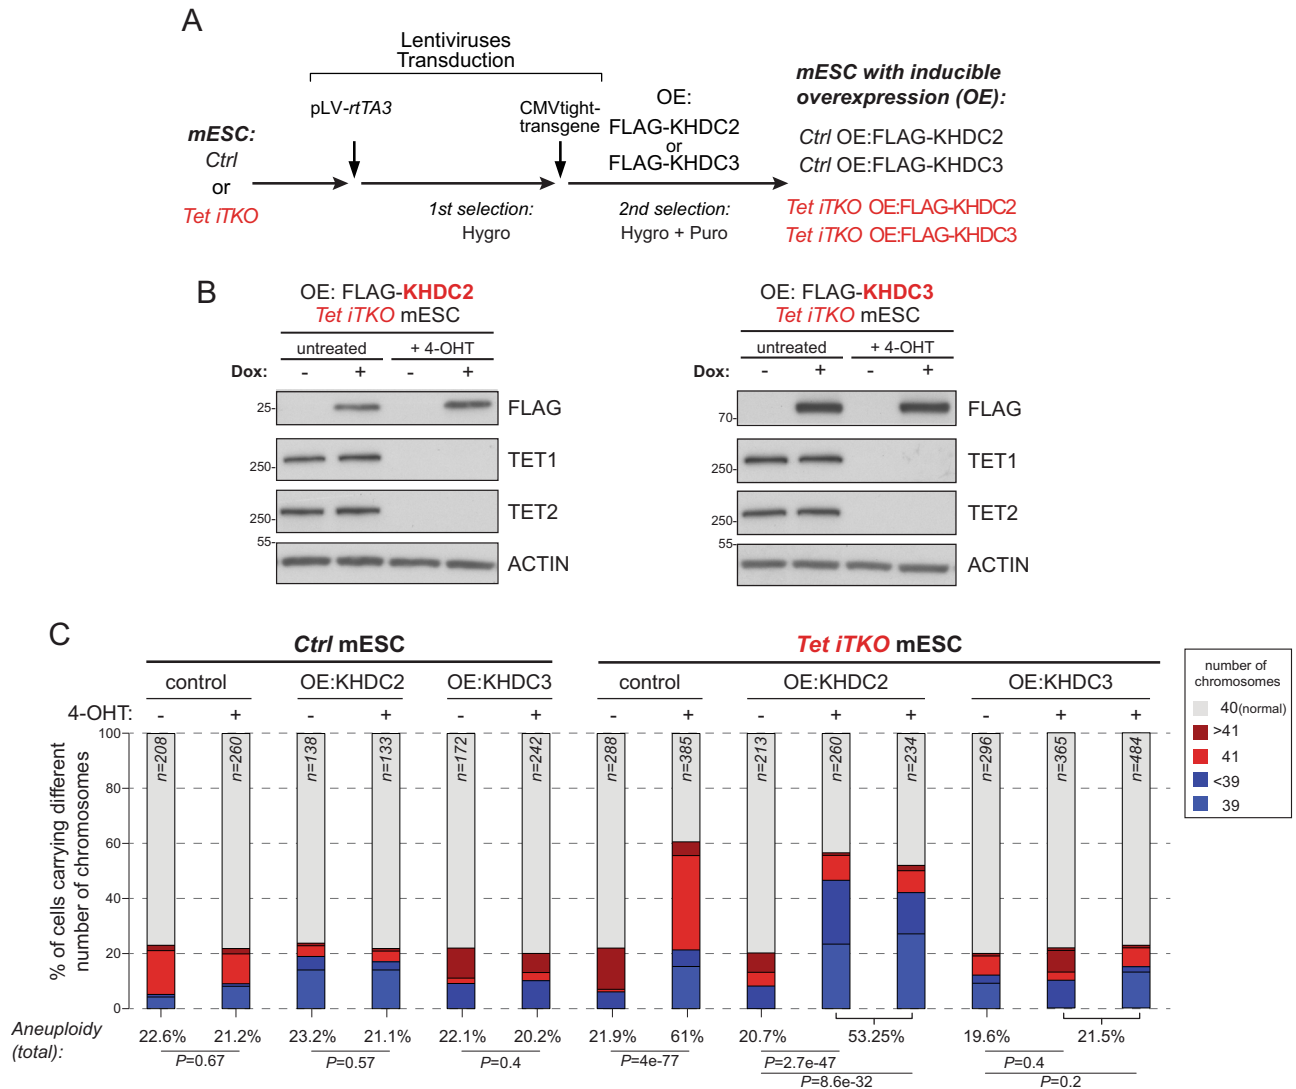 A
Lentiviruses
Transduction
mESC with inducible
overexpression (OE):
pLV-rtTA3
CMVtight-
transgene
OE:
FLAG-KHDC2
or
FLAG-KHDC3
mESC:
Ctrl
or
Tet iTKO
1st selection:
Hygro
2nd selection:
Hygro + Puro
Ctrl OE:FLAG-KHDC2
Ctrl OE:FLAG-KHDC3
Tet iTKO OE:FLAG-KHDC2
Tet iTKO OE:FLAG-KHDC3
B
OE: FLAG-KHDC2
Tet iTKO mESC
untreated + 4-OHT
Dox: - + - +
25- FLAG
250- TET1
250- TET2
55- ACTIN
OE: FLAG-KHDC3
Tet iTKO mESC
untreated + 4-OHT
Dox: - + - +
70- FLAG
250- TET1
250- TET2
55- ACTIN
C
Ctrl mESC Tet iTKO mESC
control OE:KHDC2 OE:KHDC3 control OE:KHDC2 OE:KHDC3
4-OHT: - + - + - + - + - + + - + +
% of cells carrying different
number of chromosomes
100
80
60
40
20
0
n=208 n=260 n=138 n=133 n=172 n=242 n=288 n=385 n=213 n=260 n=234 n=296 n=365 n=484
number of
chromosomes
40(normal)
>41
41
<39
39
Aneuploidy
(total):
22.6% 21.2% 23.2% 21.1% 22.1% 20.2% 21.9% 61% 20.7% 53.25% 19.6% 21.5%
P=0.67 P=0.57 P=0.4 P=4e-77 P=2.7e-47 P=0.4
P=8.6e-32 P=0.2